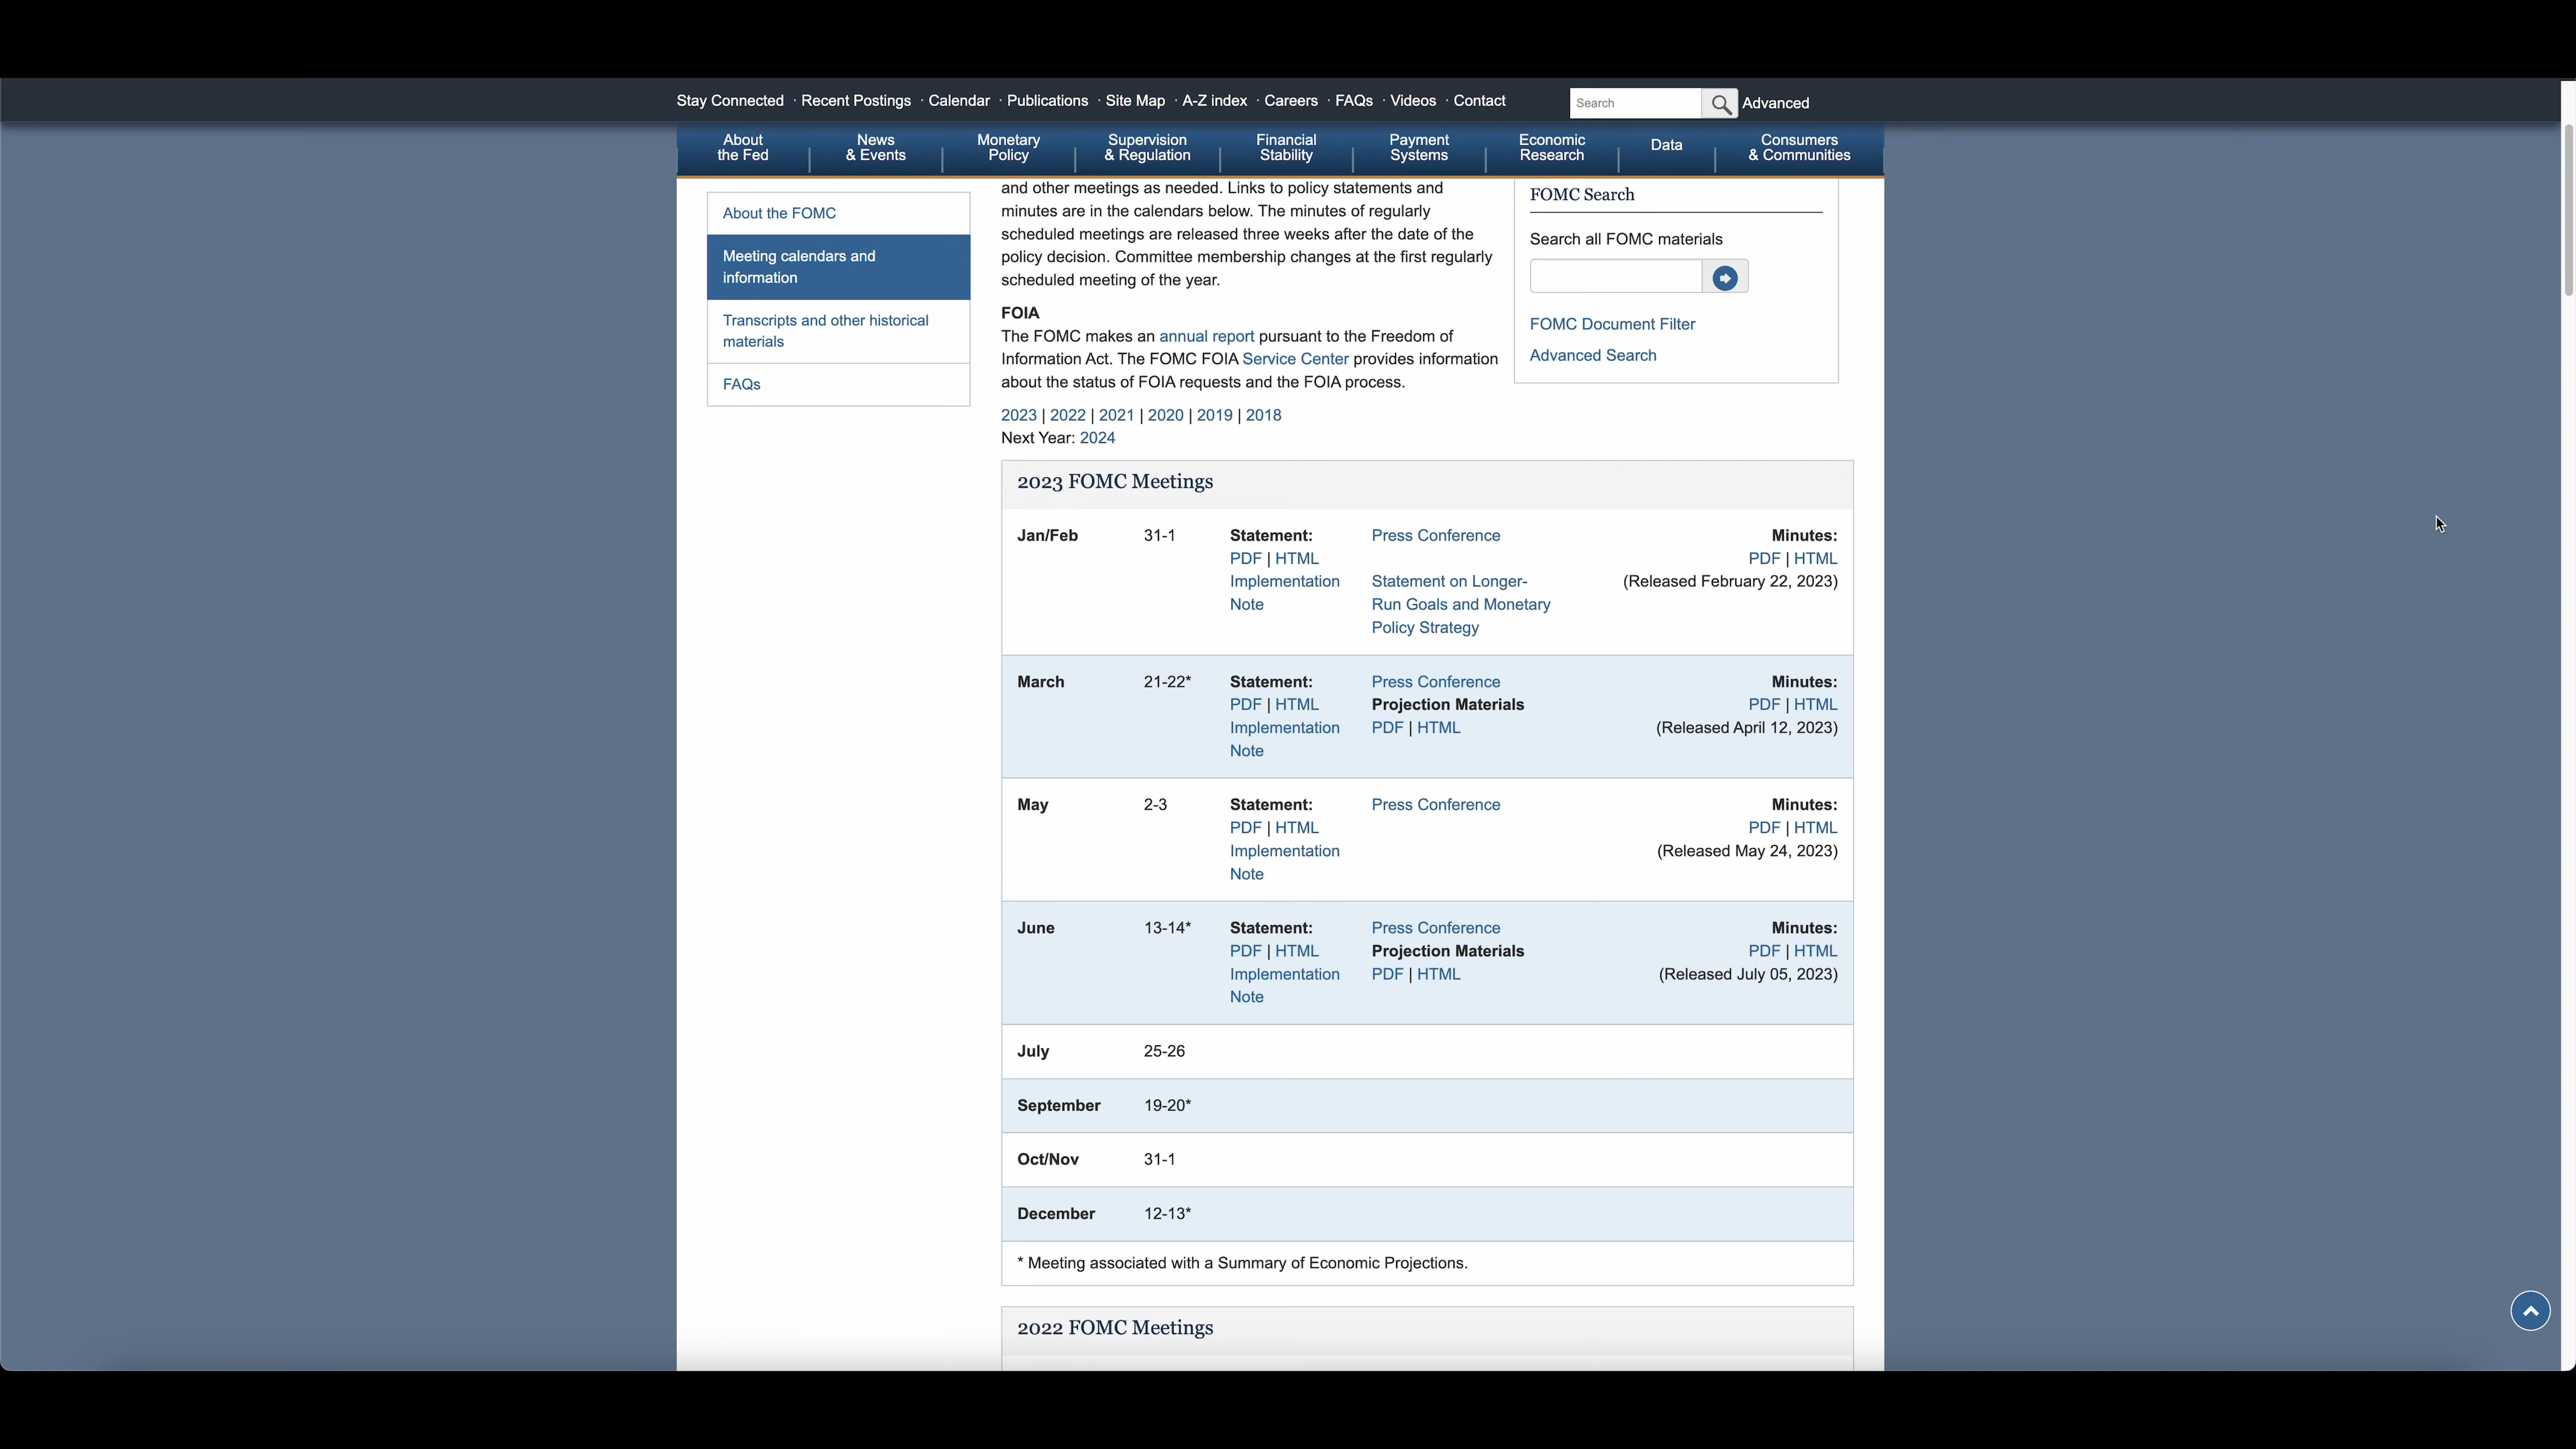 Stay Connected · Recent Postings · Calendar · Publications · Site Map · A-Z index · Careers · FAQs · Videos · Contact
Search
Advanced
About
the Fed
News
& Events
Monetary
Policy
Supervision
& Regulation
Financial
Stability
Payment
Systems
Economic
Research
Data
Consumers
& Communities
About the FOMC
Meeting calendars and
information
Transcripts and other historical
materials
FAQs
and other meetings as needed. Links to policy statements and
minutes are in the calendars below. The minutes of regularly
scheduled meetings are released three weeks after the date of the
policy decision. Committee membership changes at the first regularly
scheduled meeting of the year.
FOIA
The FOMC makes an annual report pursuant to the Freedom of
Information Act. The FOMC FOIA Service Center provides information
about the status of FOIA requests and the FOIA process.
2023 | 2022 | 2021 | 2020 | 2019 | 2018
Next Year: 2024
FOMC Search
Search all FOMC materials
FOMC Document Filter
Advanced Search
2023 FOMC Meetings
Jan/Feb 31-1 Statement: Press Conference Minutes:
PDF | HTML PDF | HTML
Implementation Statement on Longer- (Released February 22, 2023)
Note Run Goals and Monetary
Policy Strategy
March 21-22* Statement: Press Conference Minutes:
PDF | HTML Projection Materials PDF | HTML
Implementation PDF | HTML (Released April 12, 2023)
Note
May 2-3 Statement: Press Conference Minutes:
PDF | HTML PDF | HTML
Implementation (Released May 24, 2023)
Note
June 13-14* Statement: Press Conference Minutes:
PDF | HTML Projection Materials PDF | HTML
Implementation PDF | HTML (Released July 05, 2023)
Note
July 25-26
September 19-20*
Oct/Nov 31-1
December 12-13*
* Meeting associated with a Summary of Economic Projections.
2022 FOMC Meetings